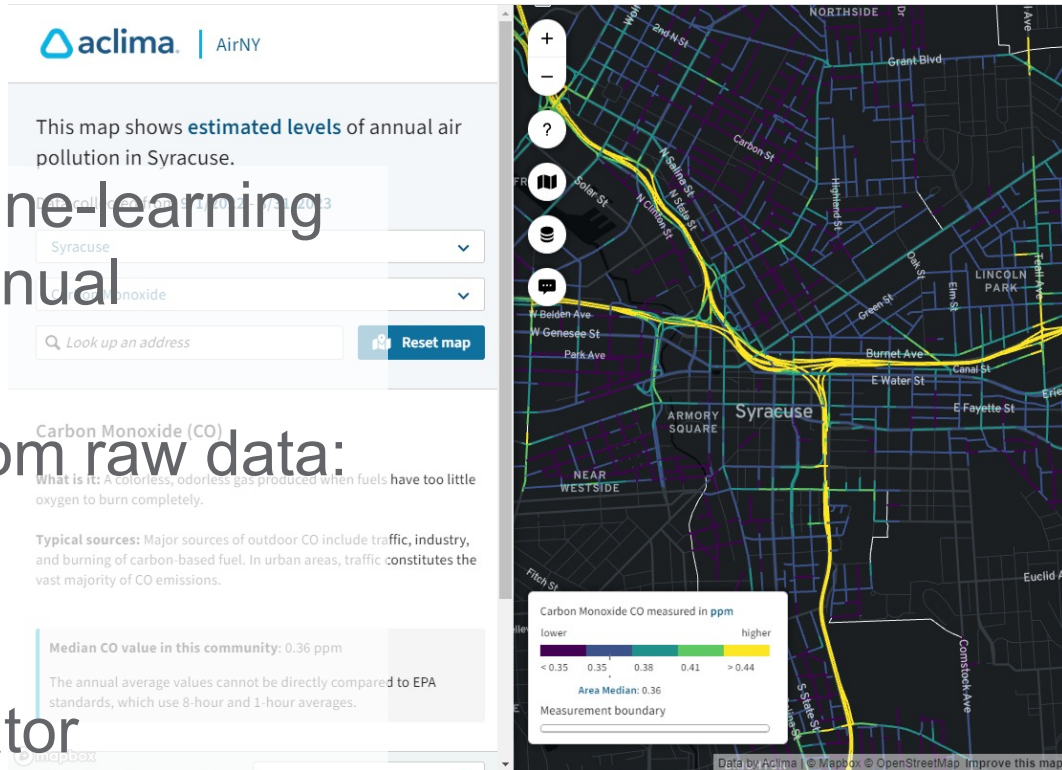 aclima. | AirNY
This map shows estimated levels of annual air
pollution in Syracuse.
ne-learning
Syracuse
nual
Carbon Monoxide
Look up an address
Reset map
Carbon Monoxide (CO)
om raw data:
What is it: A colorless, odorless gas produced when fuels have too little
oxygen to burn completely.
Typical sources: Major sources of outdoor CO include traffic, industry,
and burning of carbon-based fuel. In urban areas, traffic constitutes the
vast majority of CO emissions.
Median CO value in this community: 0.36 ppm
The annual average values cannot be directly compared to EPA
standards, which use 8-hour and 1-hour averages.
tor
mapbox
+
−
?
NORTHSIDE
2nd N St
Grant Blvd
Carbon St
N Salina St
N State St
N Clinton St
Solar St
Highland St
Oak St
Elm St
Teall Ave
LINCOLN
PARK
Green St
W Belden Ave
W Genesee St
Park Ave
Burnet Ave
Canal St
E Water St
Erie
Syracuse
E Fayette St
ARMORY
SQUARE
NEAR
WESTSIDE
Fitch St
Euclid A
Comstock Ave
S State St
Carbon Monoxide CO measured in ppm
lower higher
< 0.35 0.35 0.38 0.41 > 0.44
Area Median: 0.36
Measurement boundary
Data by Aclima | © Mapbox © OpenStreetMap Improve this map